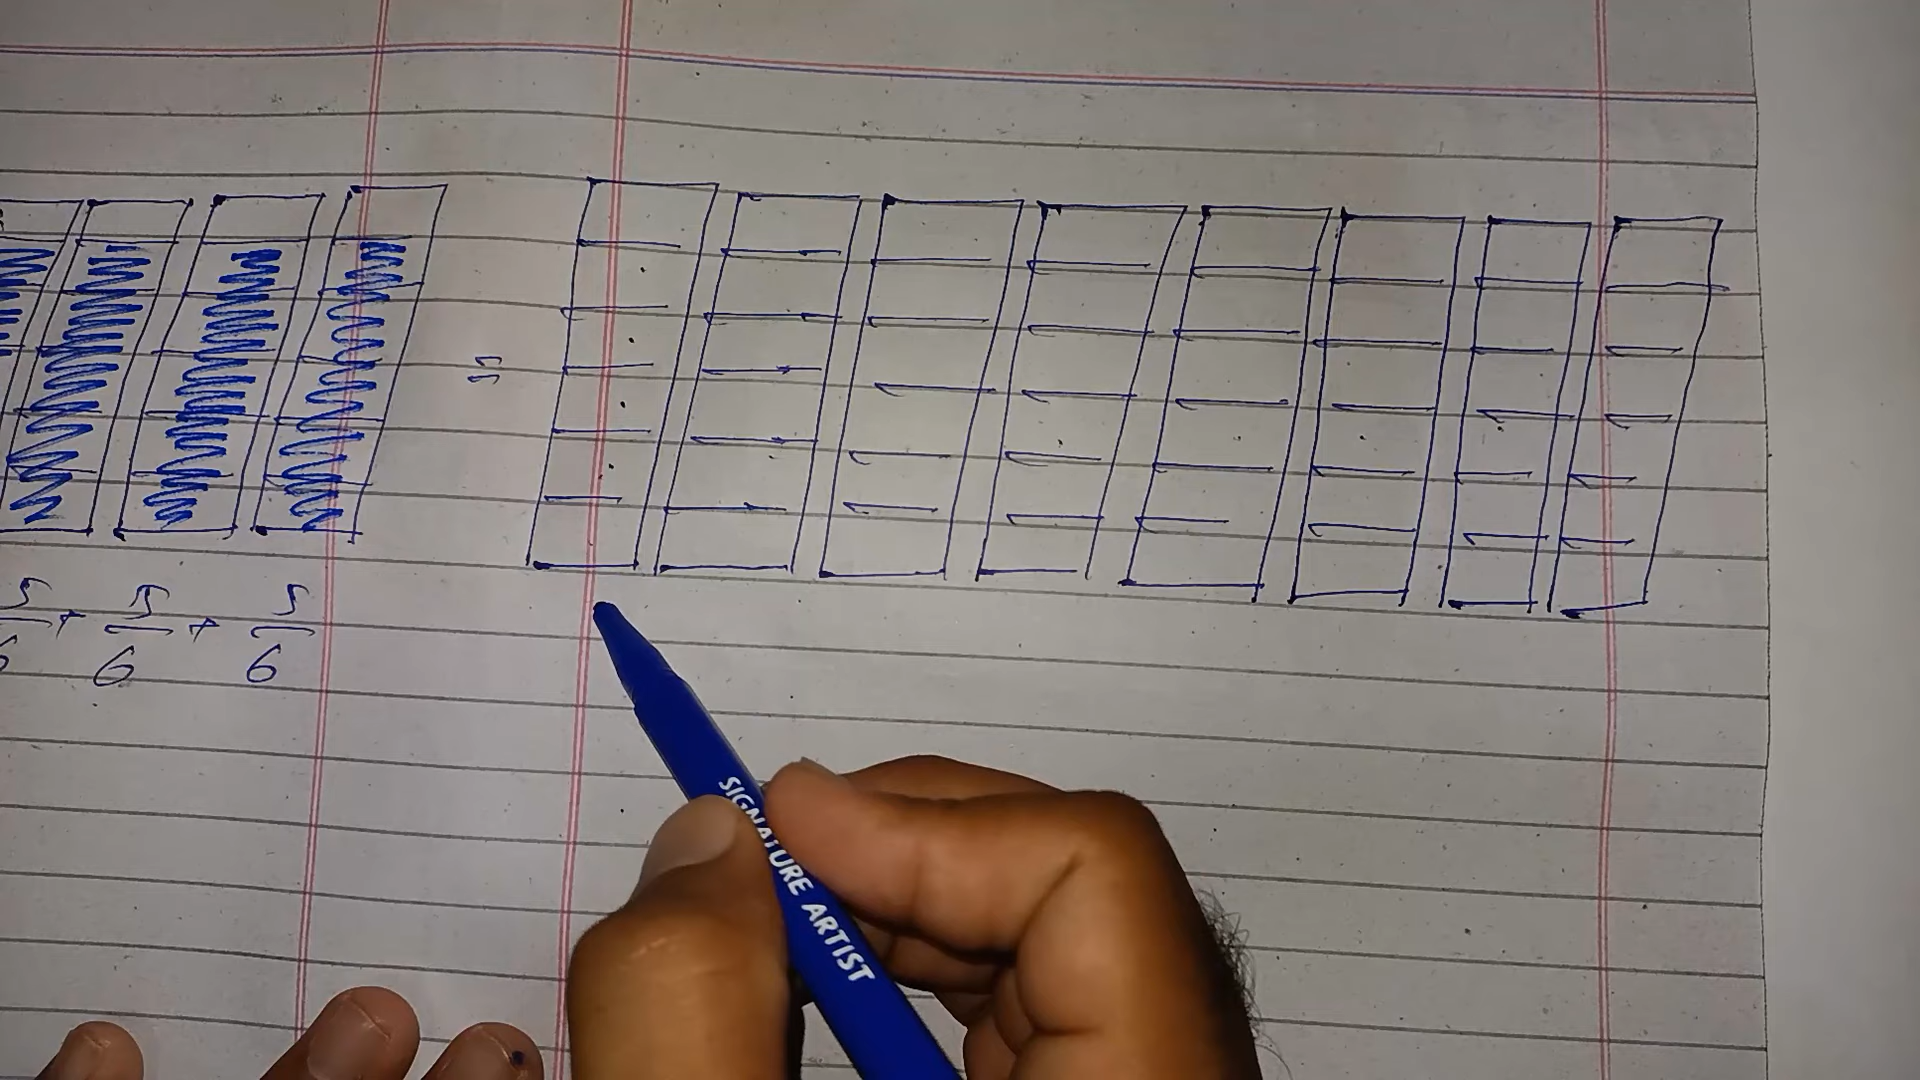 =
5/6 + 5/6 + 5/6
SIGNATURE ARTIST